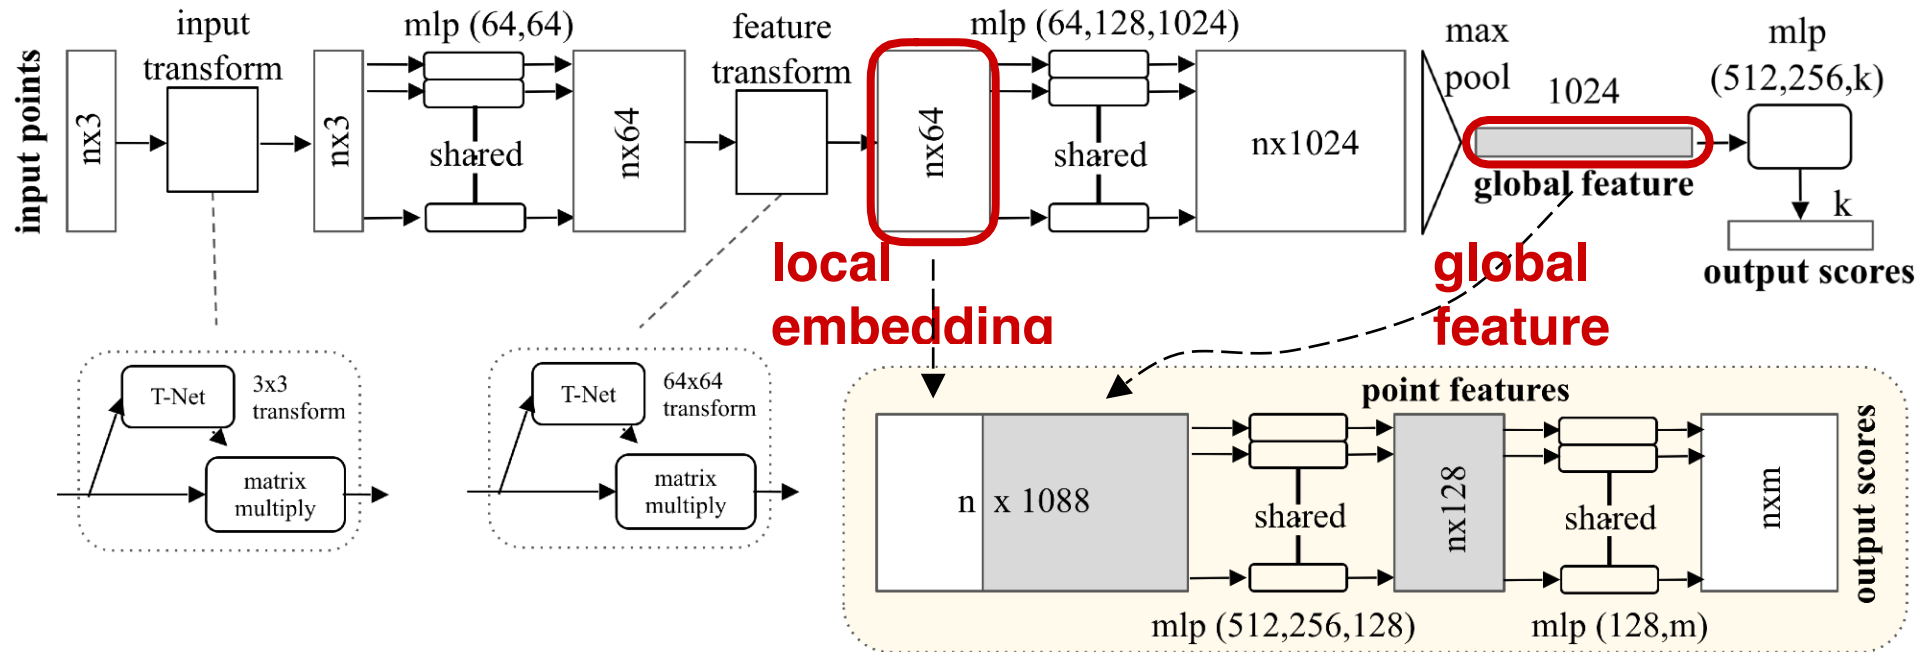 input
transform
mlp (64,64)
feature
transform
mlp (64,128,1024)
max
pool
1024
mlp
(512,256,k)
input points
nx3
nx3
shared
nx64
nx64
shared
nx1024
global feature
k
output scores
local
embedding
global
feature
T-Net
3x3
transform
matrix
multiply
T-Net
64x64
transform
matrix
multiply
point features
n x 1088
shared
nx128
shared
nxm
output scores
mlp (512,256,128)
mlp (128,m)